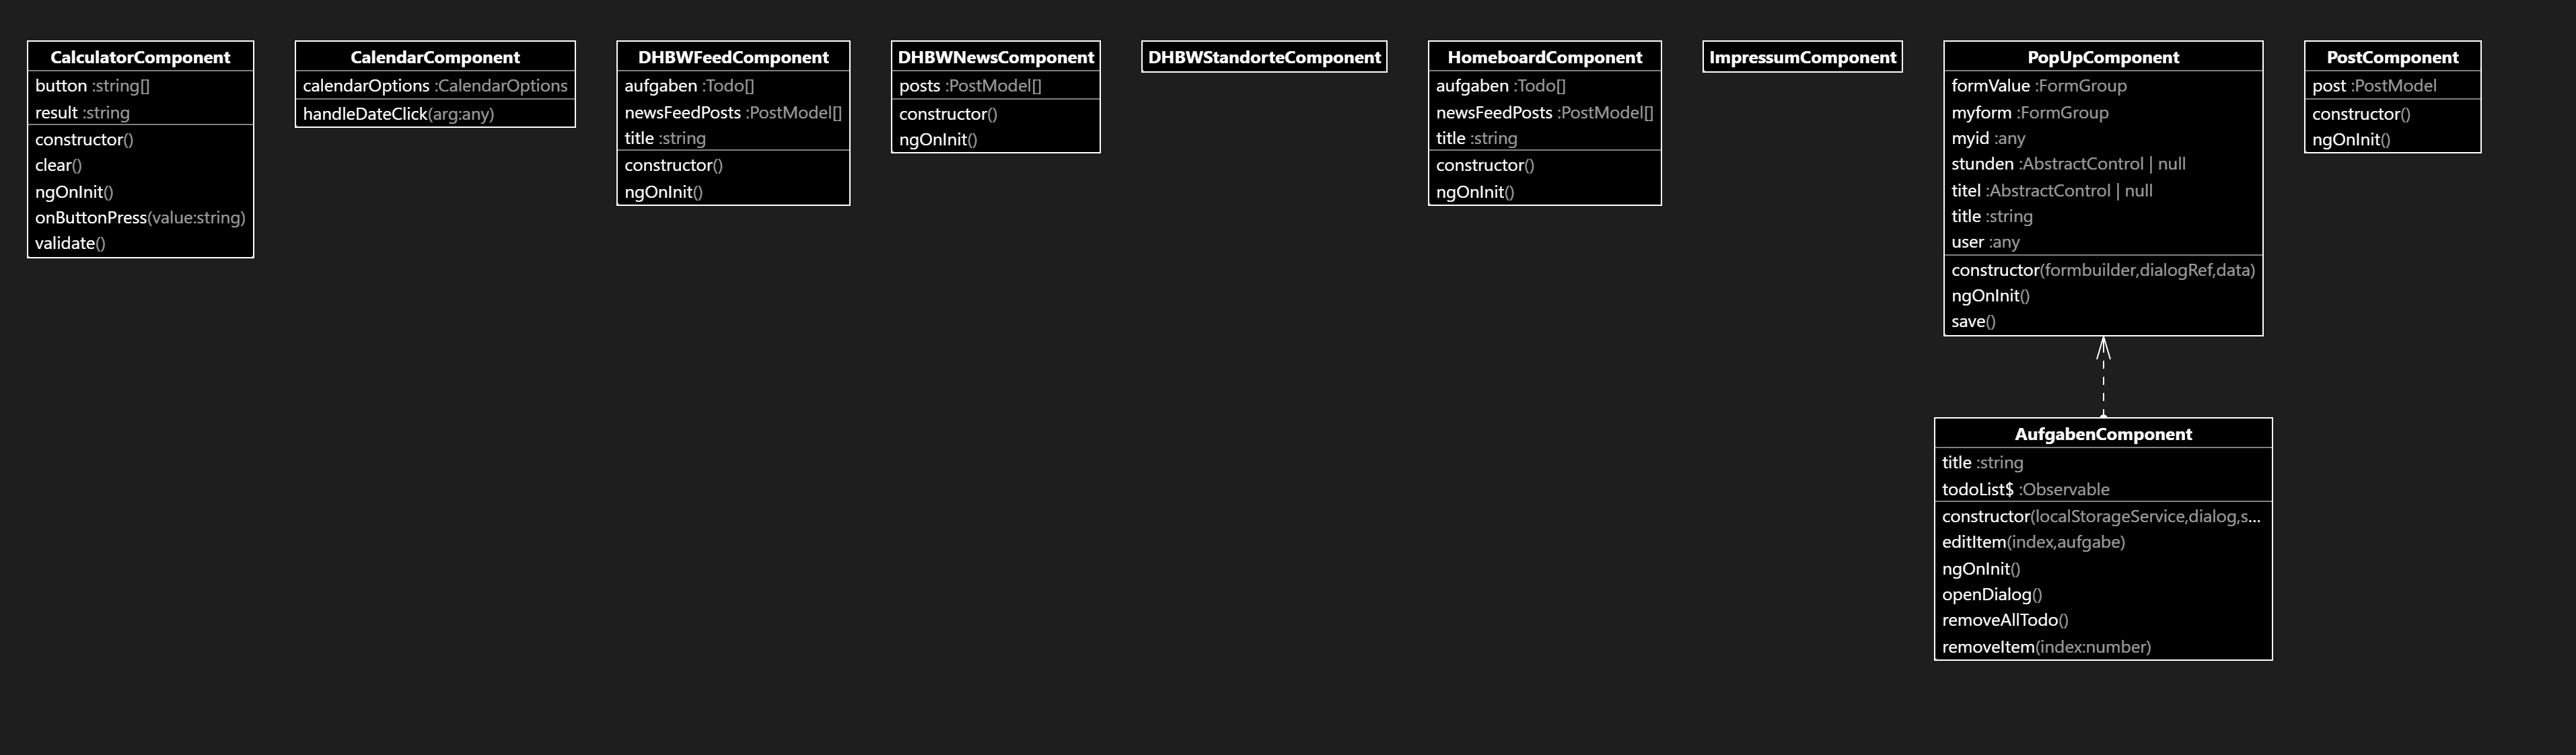 CalculatorComponent
button :string[]
result :string
constructor()
clear()
ngOnInit()
onButtonPress(value:string)
validate()
CalendarComponent
calendarOptions :CalendarOptions
handleDateClick(arg:any)
DHBWFeedComponent
aufgaben :Todo[]
newsFeedPosts :PostModel[]
title :string
constructor()
ngOnInit()
DHBWNewsComponent
posts :PostModel[]
constructor()
ngOnInit()
DHBWStandorteComponent
HomeboardComponent
aufgaben :Todo[]
newsFeedPosts :PostModel[]
title :string
constructor()
ngOnInit()
ImpressumComponent
PopUpComponent
formValue :FormGroup
myform :FormGroup
myid :any
stunden :AbstractControl | null
titel :AbstractControl | null
title :string
user :any
constructor(formbuilder,dialogRef,data)
ngOnInit()
save()
PostComponent
post :PostModel
constructor()
ngOnInit()
AufgabenComponent
title :string
todoList$ :Observable
constructor(localStorageService,dialog,s...
editItem(index,aufgabe)
ngOnInit()
openDialog()
removeAllTodo()
removeItem(index:number)